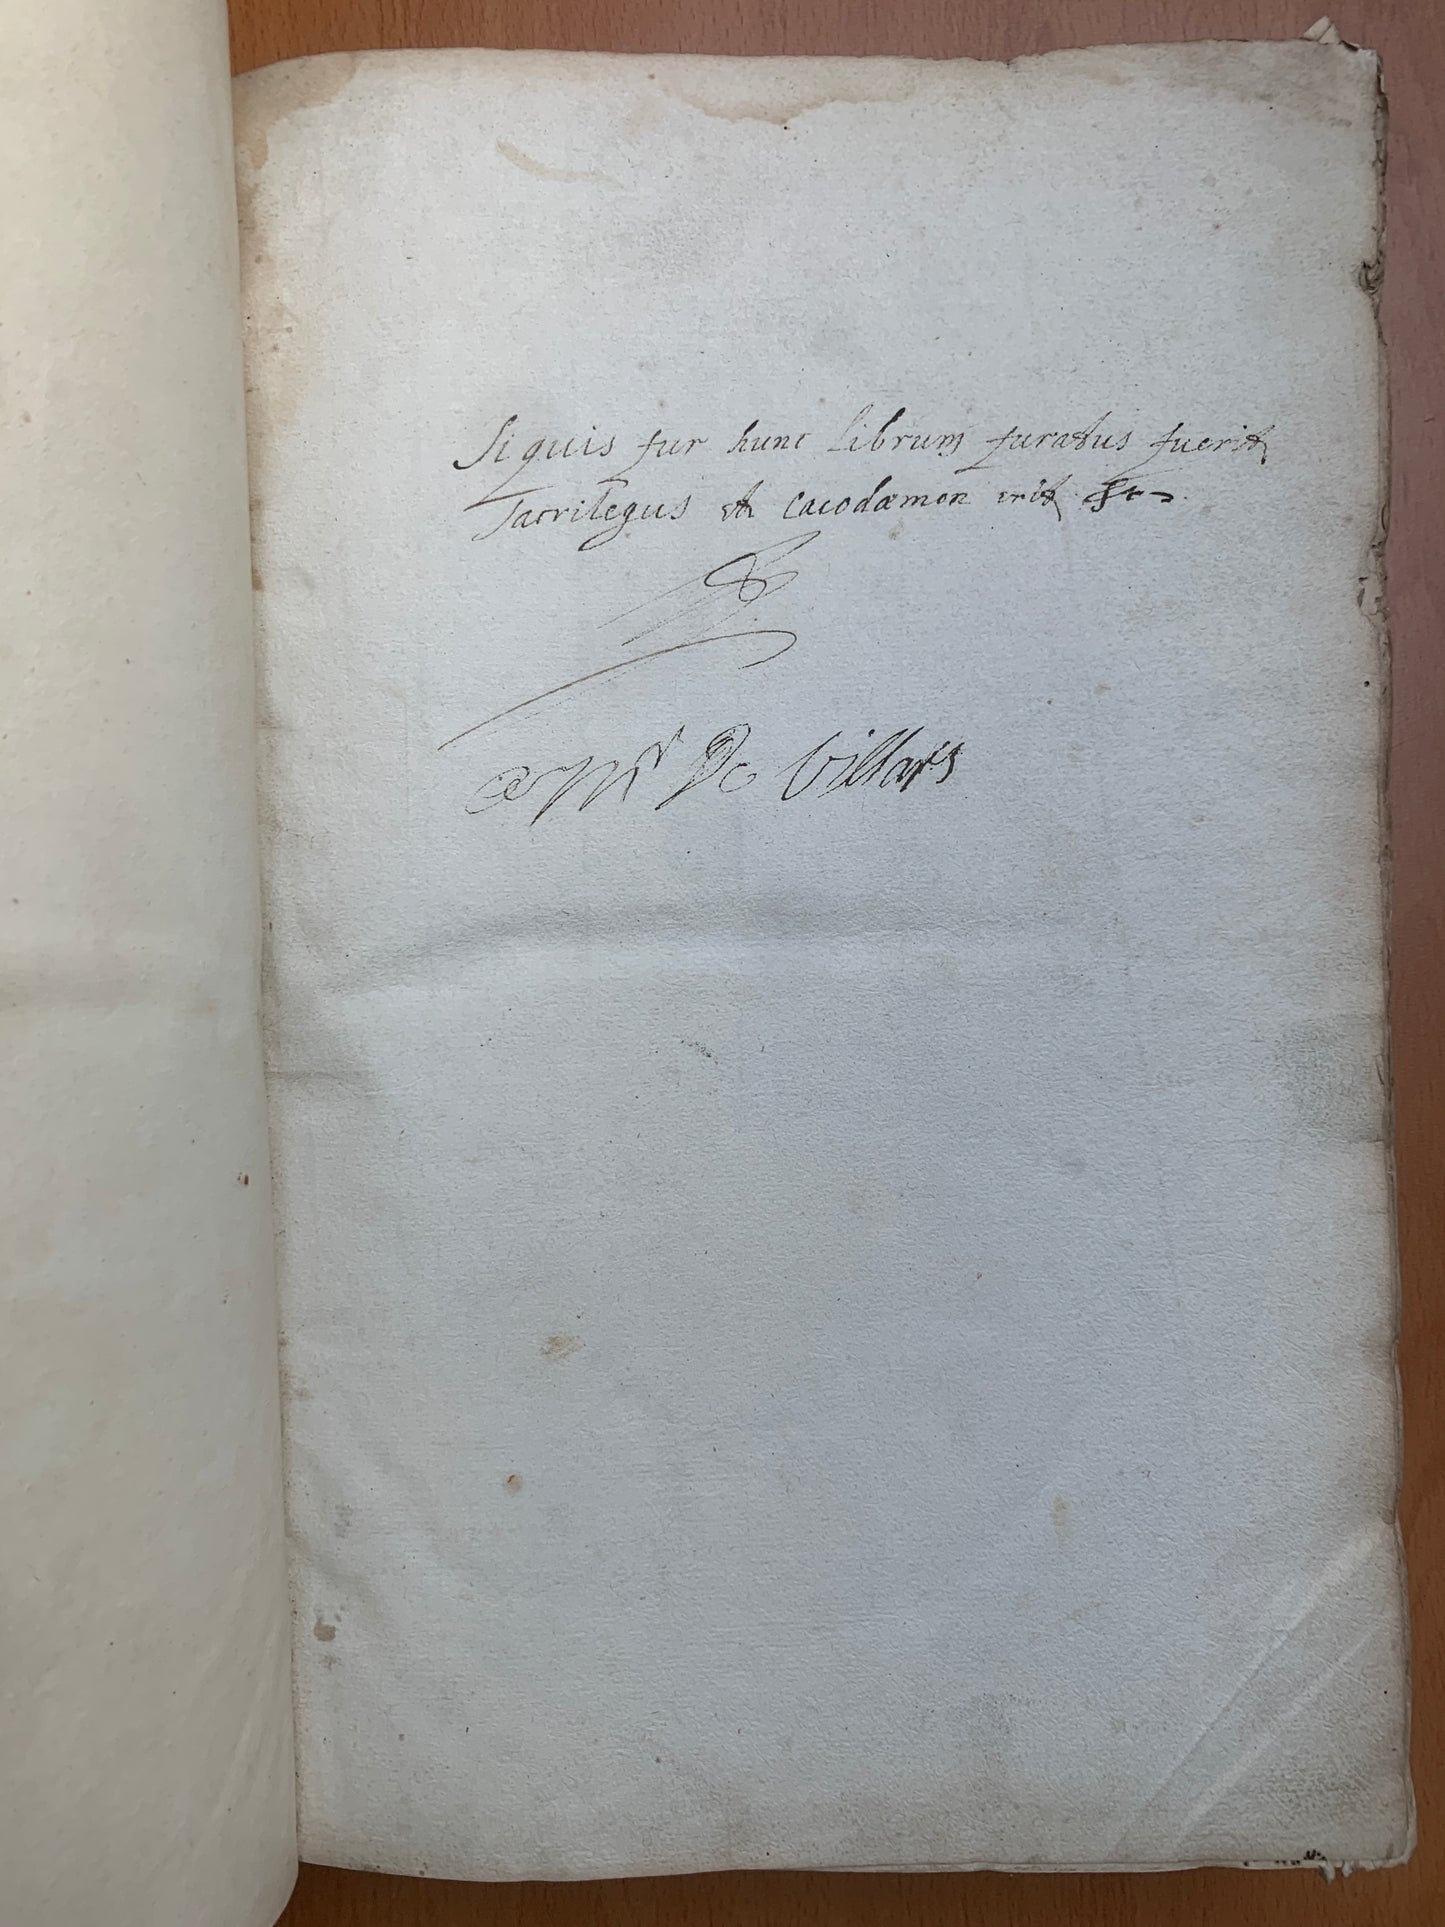 Si quis fur hunc Librum furatus fuerit
Sacrilegus et Cacodæmon erit &c
a Mr De Villars